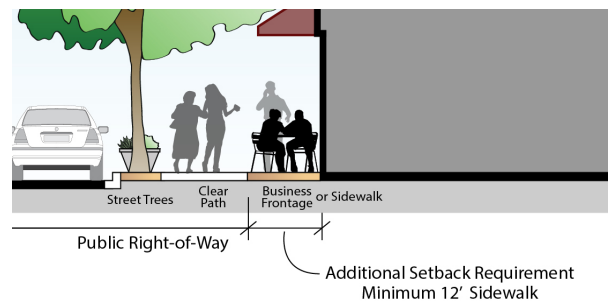 Street Trees
Clear
Path
Business
Frontage
or Sidewalk
Public Right-of-Way
Additional Setback Requirement
Minimum 12' Sidewalk